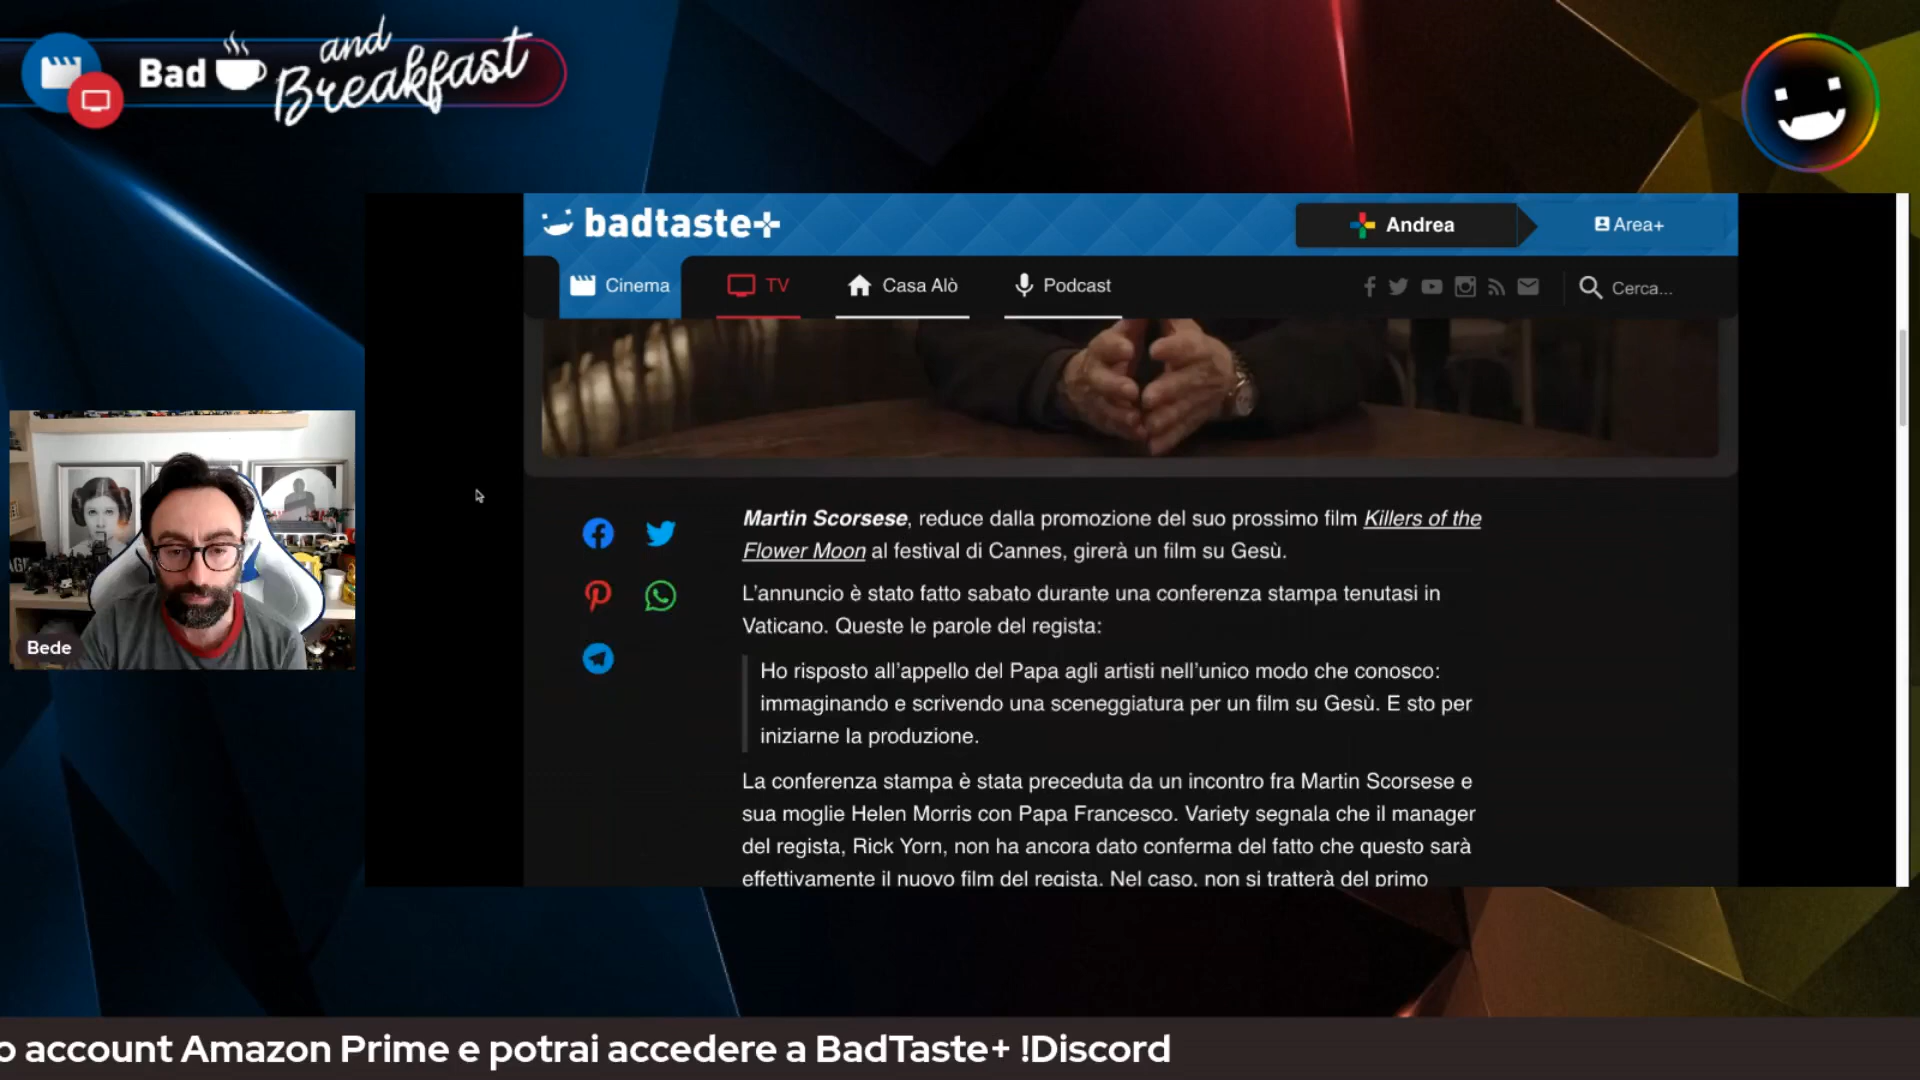 Bad and Breakfast
badtaste+
Andrea
Area+
Cinema
TV
Casa Alò
Podcast
Cerca...
Martin Scorsese, reduce dalla promozione del suo prossimo film Killers of the
Flower Moon al festival di Cannes, girerà un film su Gesù.
L'annuncio è stato fatto sabato durante una conferenza stampa tenutasi in
Vaticano. Queste le parole del regista:
Ho risposto all'appello del Papa agli artisti nell'unico modo che conosco:
immaginando e scrivendo una sceneggiatura per un film su Gesù. E sto per
iniziarne la produzione.
La conferenza stampa è stata preceduta da un incontro fra Martin Scorsese e
sua moglie Helen Morris con Papa Francesco. Variety segnala che il manager
del regista, Rick Yorn, non ha ancora dato conferma del fatto che questo sarà
effettivamente il nuovo film del regista. Nel caso, non si tratterà del primo
Bede
o account Amazon Prime e potrai accedere a BadTaste+ !Discord